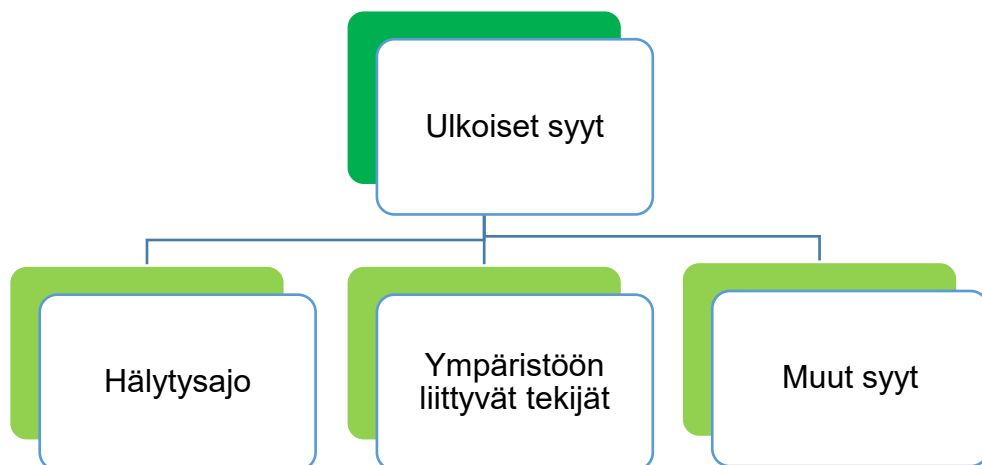 Ulkoiset syyt
Hälytysajo
Ympäristöön
liittyvät tekijät
Muut syyt